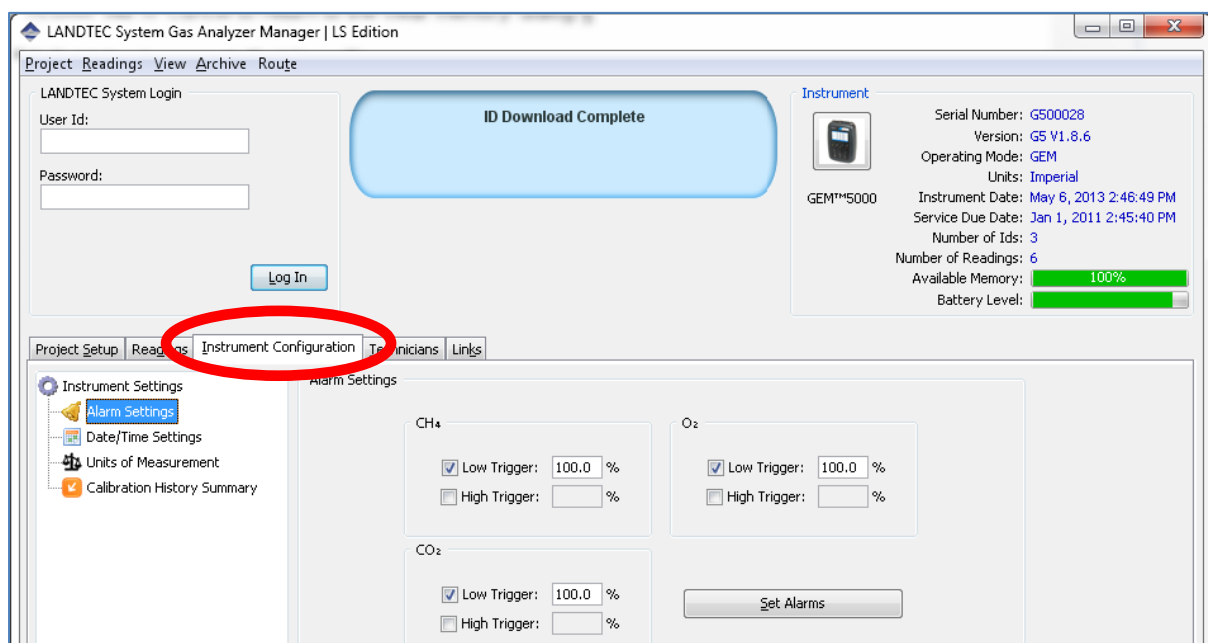 LANDTEC System Gas Analyzer Manager | LS Edition
Project Readings View Archive Route
LANDTEC System Login
User Id:
Password:
Log In
ID Download Complete
Instrument
GEM™5000
Serial Number: G500028
Version: G5 V1.8.6
Operating Mode: GEM
Units: Imperial
Instrument Date: May 6, 2013 2:46:49 PM
Service Due Date: Jan 1, 2011 2:45:40 PM
Number of Ids: 3
Number of Readings: 6
Available Memory: 100%
Battery Level:
Project Setup Readings Instrument Configuration Technicians Links
Instrument Settings
Alarm Settings
Date/Time Settings
Units of Measurement
Calibration History Summary
Alarm Settings
CH₄
Low Trigger: 100.0 %
High Trigger: %
O₂
Low Trigger: 100.0 %
High Trigger: %
CO₂
Low Trigger: 100.0 %
High Trigger: %
Set Alarms